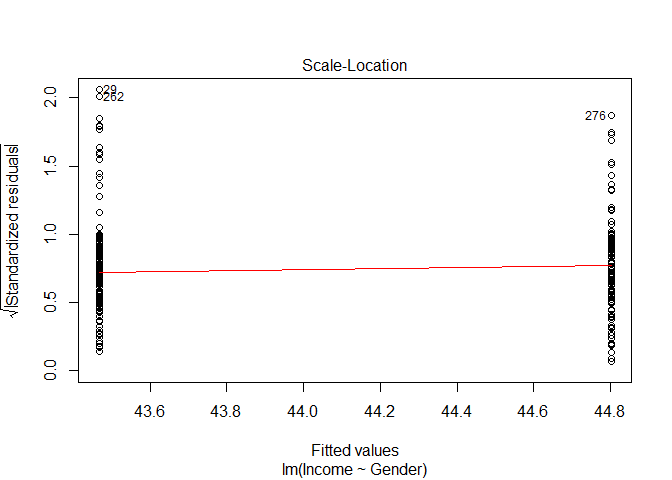 Scale-Location
√|Standardized residuals|
2.0
1.5
1.0
0.5
0.0
29
262
276
43.6 43.8 44.0 44.2 44.4 44.6 44.8
Fitted values
lm(Income ~ Gender)